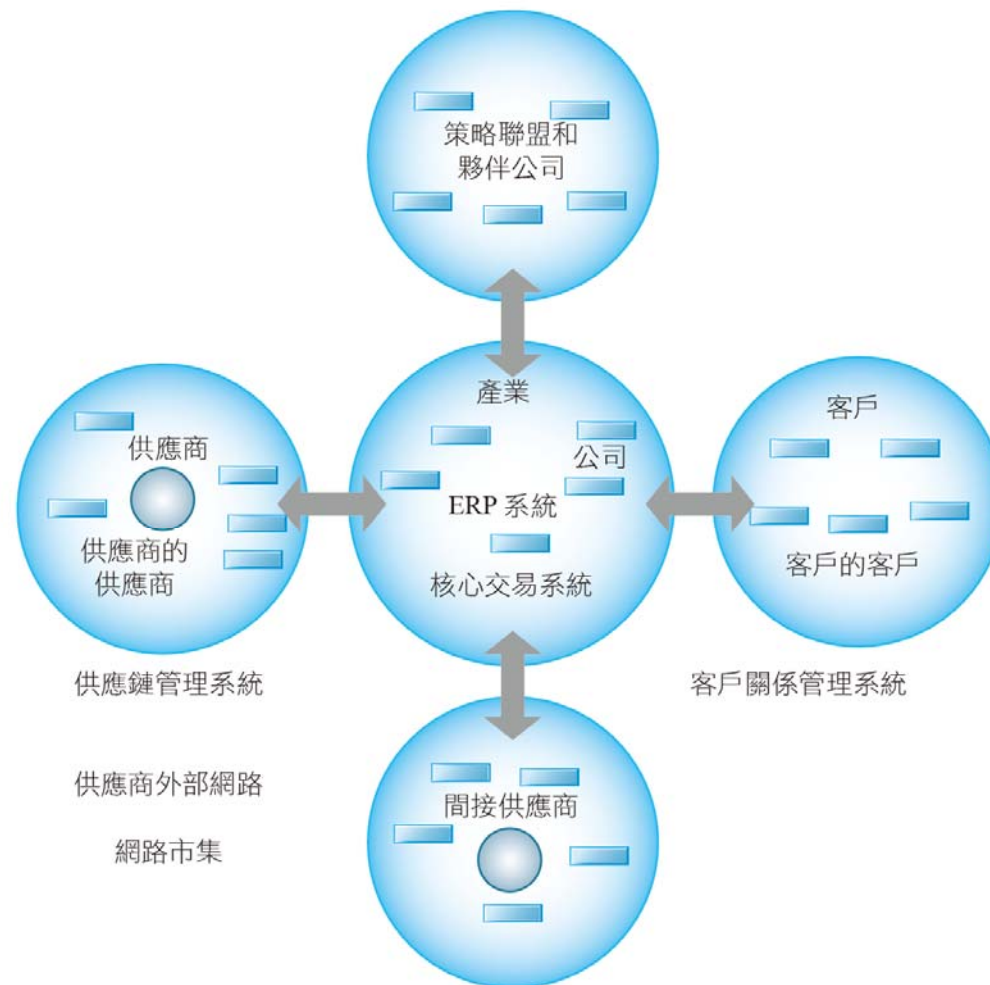 策略聯盟和
夥伴公司
產業
公司
ERP 系統
核心交易系統
供應商
供應商的
供應商
客戶
客戶的客戶
供應鏈管理系統
客戶關係管理系統
供應商外部網路
網路市集
間接供應商